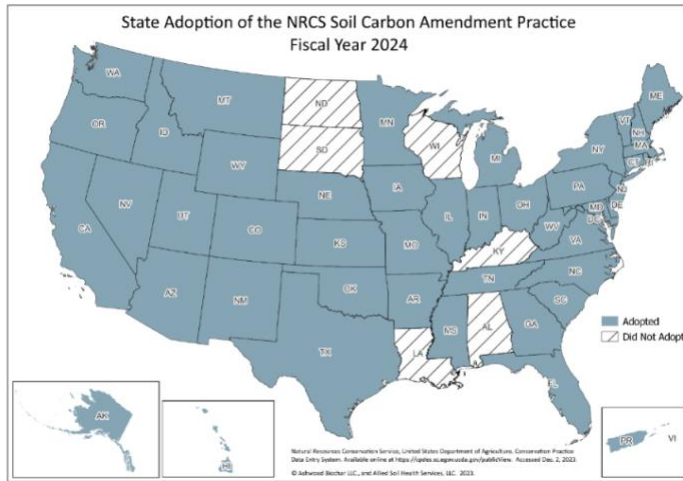 State Adoption of the NRCS Soil Carbon Amendment Practice
Fiscal Year 2024
WA
MT
ND
MN
ME
OR
ID
SD
WI
MI
VT
NH
NY
MA
CT
RI
WY
NE
IA
PA
NJ
NV
UT
CO
IL
IN
OH
MD
DE
DC
CA
KS
MO
KY
WV
VA
AZ
NM
OK
AR
TN
NC
SC
TX
LA
MS
AL
GA
FL
Adopted
Did Not Adopt
AK
HI
PR
VI
Natural Resources Conservation Service, United States Department of Agriculture. Conservation Practice
Data Entry System. Available online at https://cpdes.sc.egov.usda.gov/publicView. Accessed Dec. 2, 2023.
© Ashwood Biochar LLC., and Allied Soil Health Services, LLC. 2023.